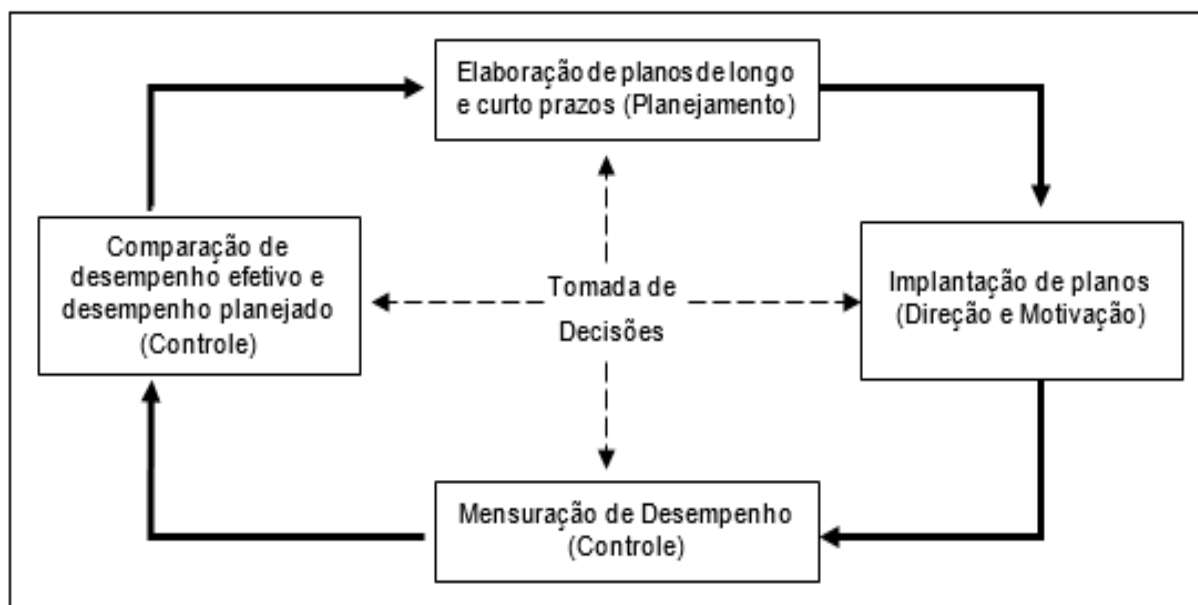 Elaboração de planos de longo
e curto prazos (Planejamento)
Comparação de
desempenho efetivo e
desempenho planejado
(Controle)
Tomada de
Decisões
Implantação de planos
(Direção e Motivação)
Mensuração de Desempenho
(Controle)